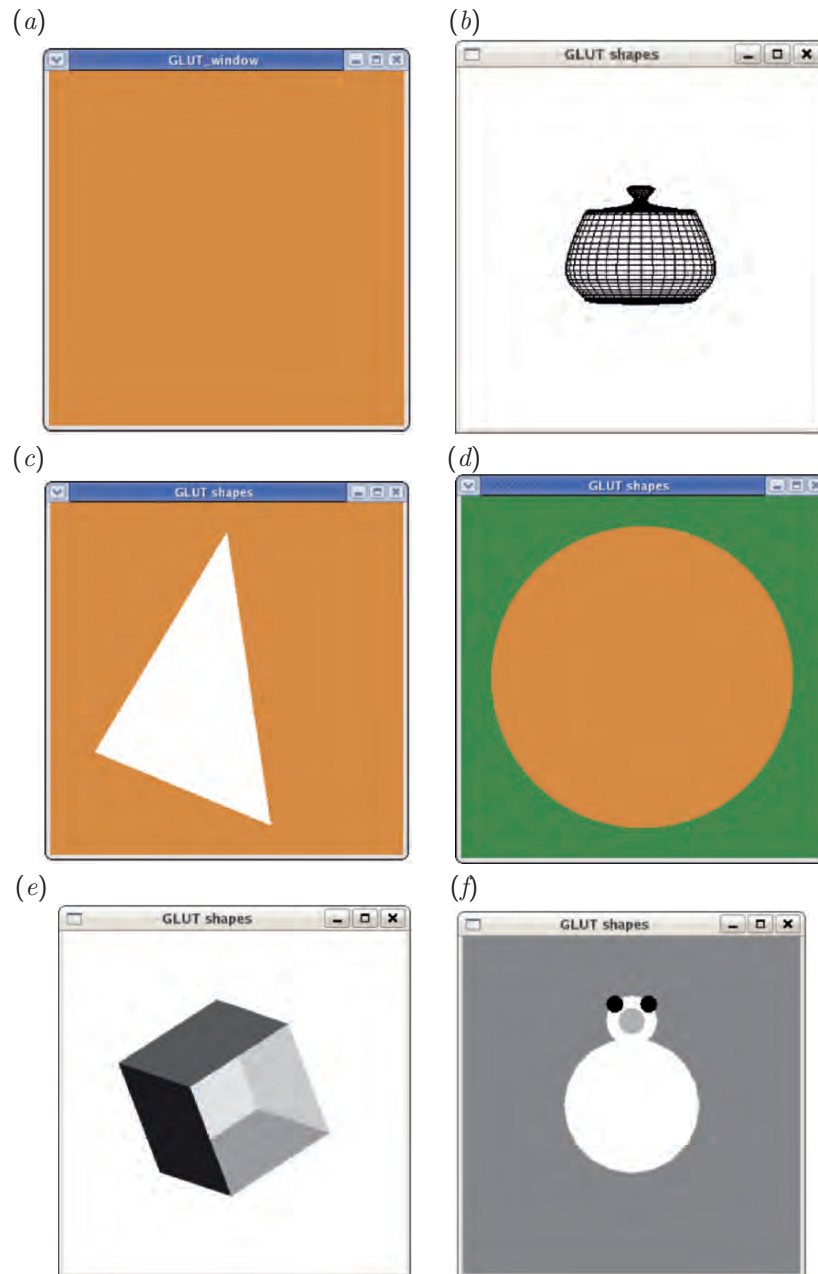 (a)
GLUT_window
(b)
GLUT shapes
(c)
GLUT shapes
(d)
GLUT shapes
(e)
GLUT shapes
(f)
GLUT shapes